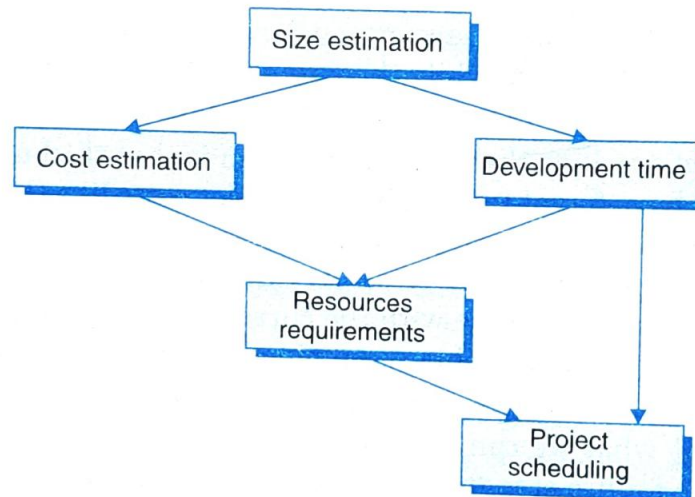 Size estimation
Cost estimation
Development time
Resources
requirements
Project
scheduling